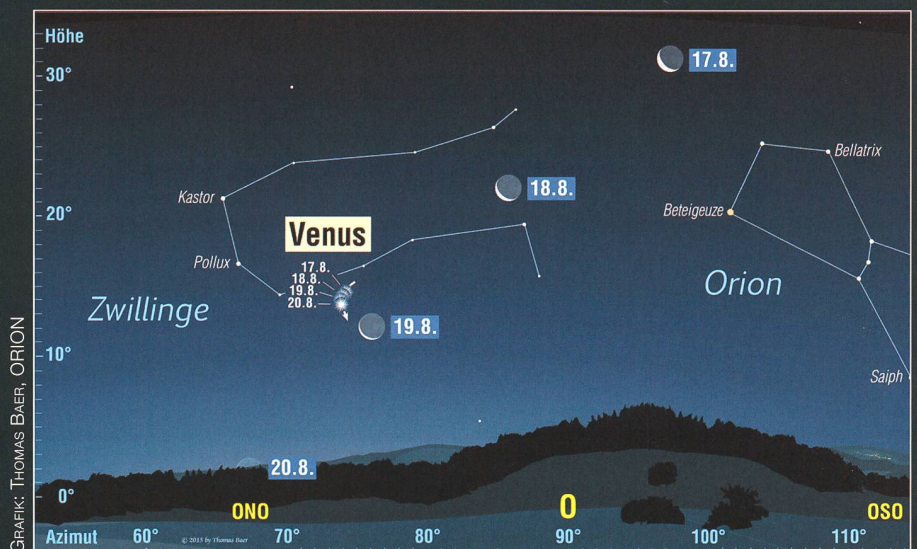 Höhe
30°
17.8.
Bellatrix
Kastor
18.8.
20°
Beteigeuze
Venus
Pollux
17.8.
18.8.
19.8.
20.8.
Orion
Zwillinge
19.8.
10°
Saiph
20.8.
0°
ONO
O
OSO
Azimut
60°
© 2015 by Thomas Baer
70°
80°
90°
100°
110°
GRAFIK: THOMAS BAER, ORION